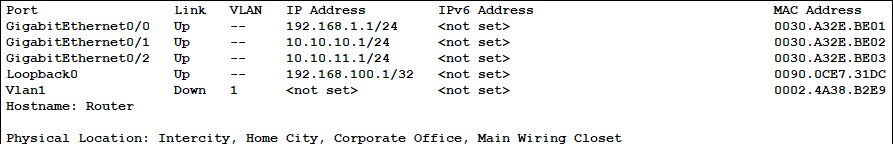 Port Link VLAN IP Address IPv6 Address MAC Address
GigabitEthernet0/0 Up -- 192.168.1.1/24 <not set> 0030.A32E.BE01
GigabitEthernet0/1 Up -- 10.10.10.1/24 <not set> 0030.A32E.BE02
GigabitEthernet0/2 Up -- 10.10.11.1/24 <not set> 0030.A32E.BE03
Loopback0 Up -- 192.168.100.1/32 <not set> 0090.0CE7.31DC
Vlan1 Down 1 <not set> <not set> 0002.4A38.B2E9
Hostname: Router
Physical Location: Intercity, Home City, Corporate Office, Main Wiring Closet